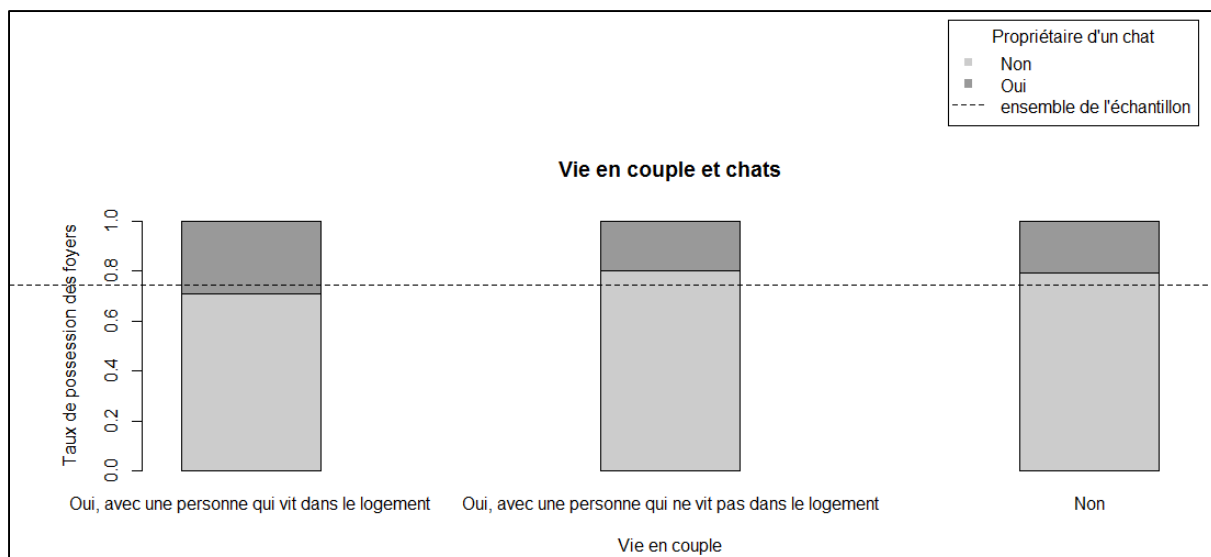 Propriétaire d'un chat
Non
Oui
ensemble de l'échantillon
Vie en couple et chats
Taux de possession des foyers
1.0
0.8
0.6
0.4
0.2
0.0
Oui, avec une personne qui vit dans le logement
Oui, avec une personne qui ne vit pas dans le logement
Non
Vie en couple